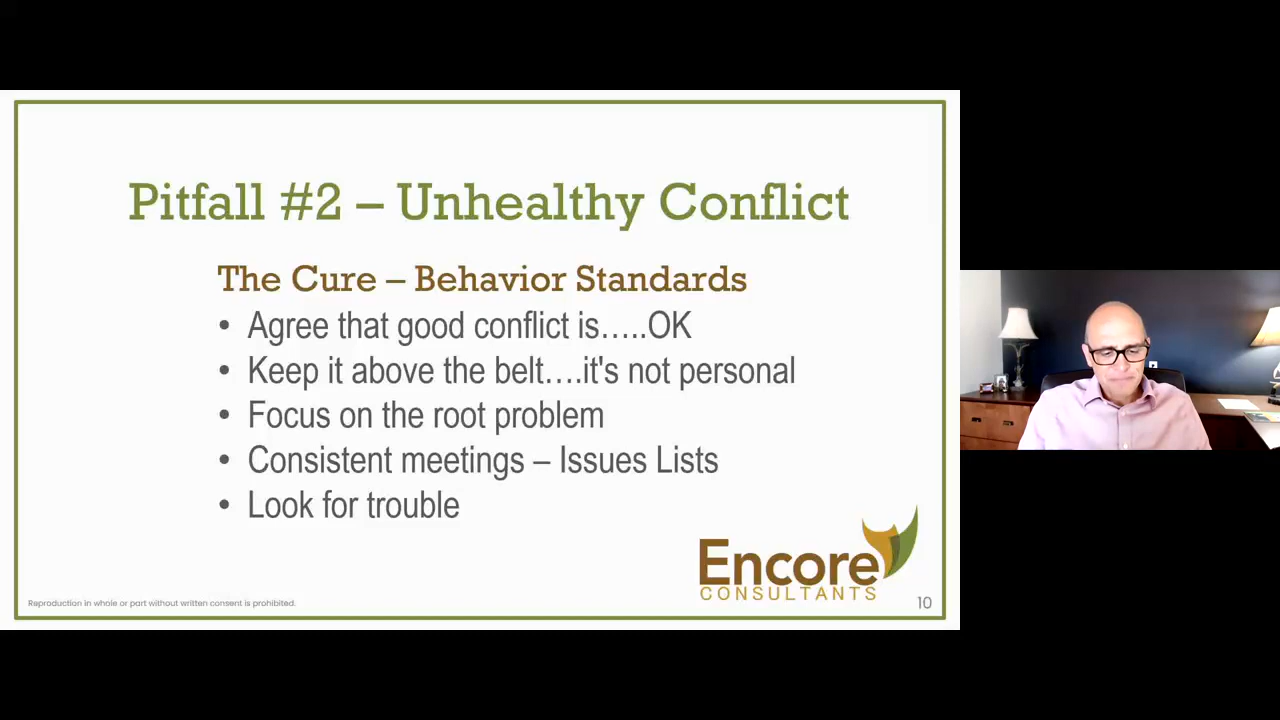 Pitfall #2 – Unhealthy Conflict
The Cure – Behavior Standards
• Agree that good conflict is…..OK
• Keep it above the belt….it's not personal
• Focus on the root problem
• Consistent meetings – Issues Lists
• Look for trouble
Encore
CONSULTANTS
Reproduction in whole or part without written consent is prohibited.
10